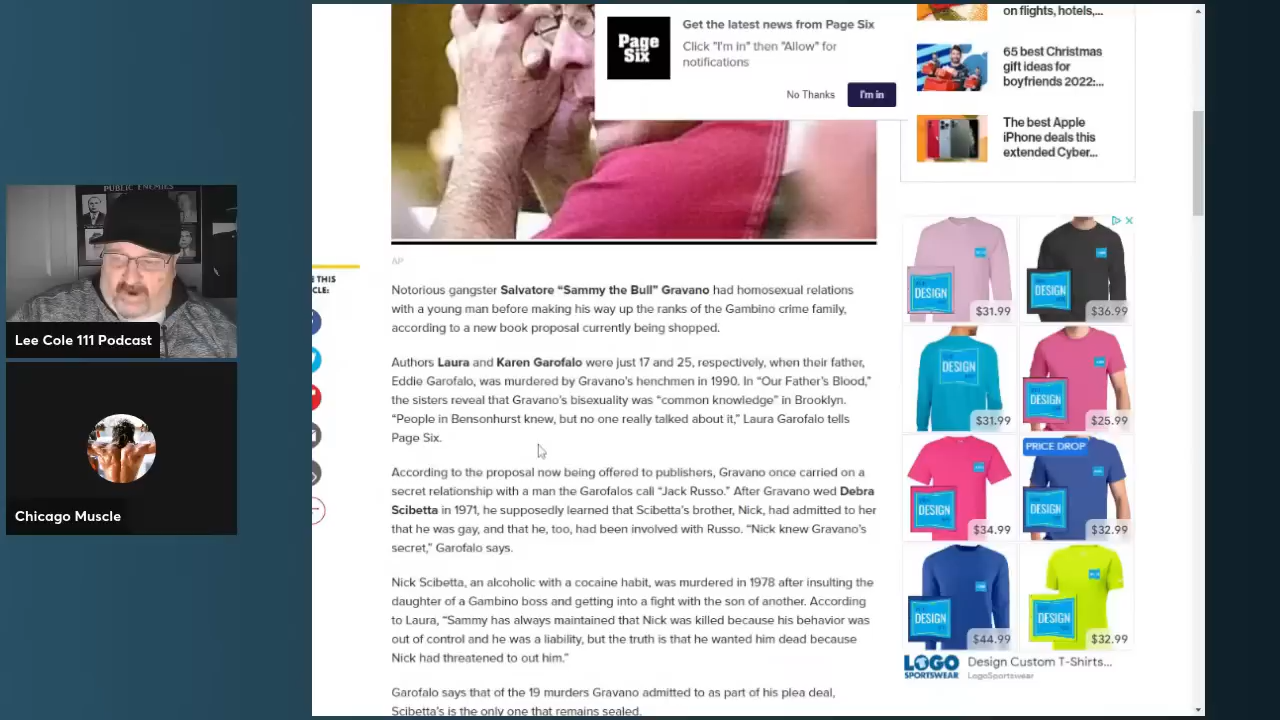 on flights, hotels,...
Get the latest news from Page Six
Page
Six
Click "I'm in" then "Allow" for
notifications
No Thanks
I'm in
65 best Christmas
gift ideas for
boyfriends 2022:...
The best Apple
iPhone deals this
extended Cyber...
PUBLIC ENEMIES
Lee Cole 111 Podcast
Chicago Muscle
THIS
CLE:
AP
Notorious gangster Salvatore “Sammy the Bull” Gravano had homosexual relations
with a young man before making his way up the ranks of the Gambino crime family,
according to a new book proposal currently being shopped.
Authors Laura and Karen Garofalo were just 17 and 25, respectively, when their father,
Eddie Garofalo, was murdered by Gravano’s henchmen in 1990. In “Our Father’s Blood,”
the sisters reveal that Gravano’s bisexuality was “common knowledge” in Brooklyn.
“People in Bensonhurst knew, but no one really talked about it,” Laura Garofalo tells
Page Six.
According to the proposal now being offered to publishers, Gravano once carried on a
secret relationship with a man the Garofalos call “Jack Russo.” After Gravano wed Debra
Scibetta in 1971, he supposedly learned that Scibetta’s brother, Nick, had admitted to her
that he was gay, and that he, too, had been involved with Russo. “Nick knew Gravano’s
secret,” Garofalo says.
Nick Scibetta, an alcoholic with a cocaine habit, was murdered in 1978 after insulting the
daughter of a Gambino boss and getting into a fight with the son of another. According
to Laura, “Sammy has always maintained that Nick was killed because his behavior was
out of control and he was a liability, but the truth is that he wanted him dead because
Nick had threatened to out him.”
Garofalo says that of the 19 murders Gravano admitted to as part of his plea deal,
Scibetta’s is the only one that remains sealed.
DESIGN
$31.99
DESIGN
$36.99
DESIGN
$31.99
DESIGN
$25.99
DESIGN
$34.99
PRICE DROP
DESIGN
$32.99
DESIGN
$44.99
DESIGN
$32.99
LOGO
SPORTSWEAR
Design Custom T-Shirts...
LogoSportswear